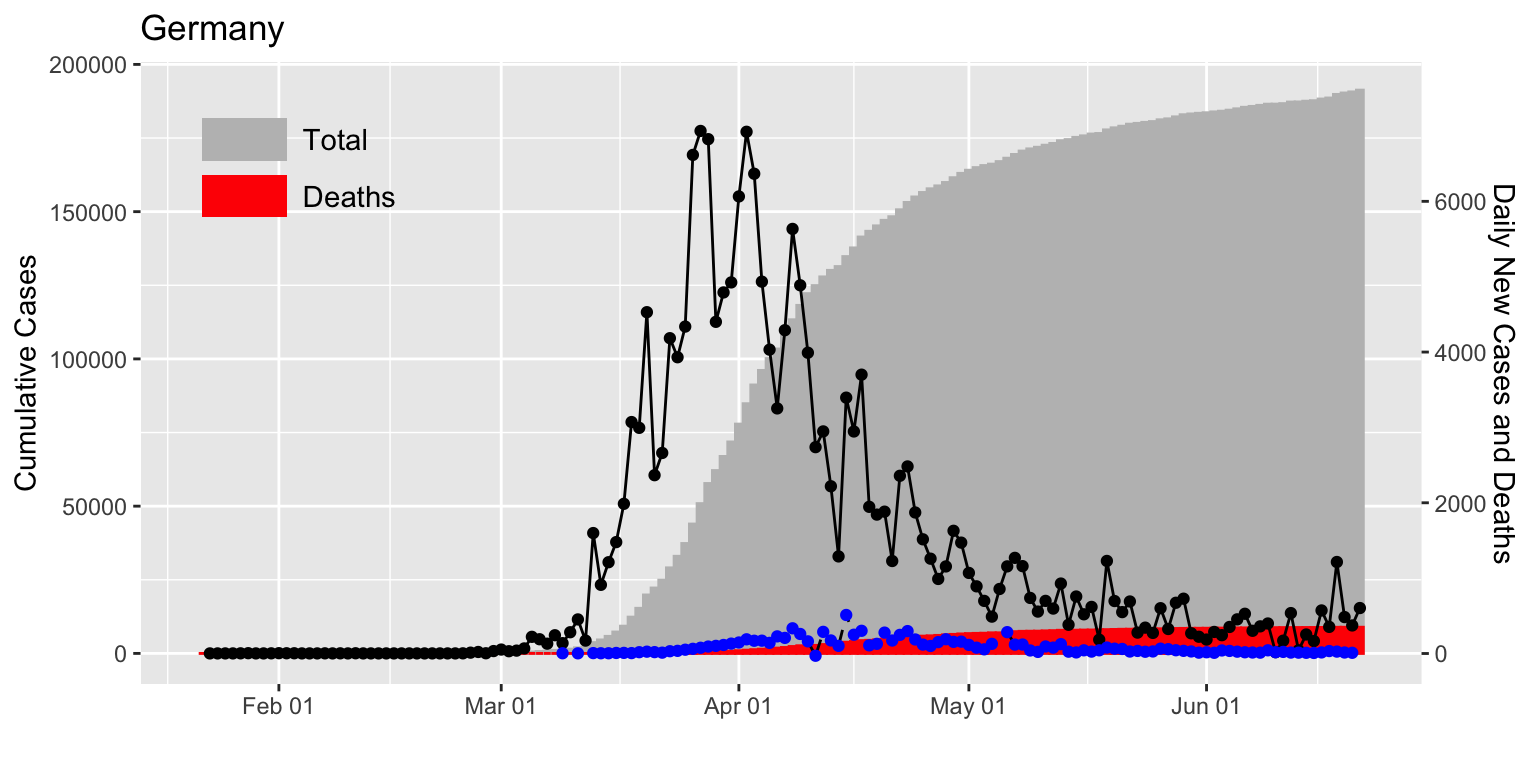 Germany
200000
150000
100000
50000
0
Cumulative Cases
Total
Deaths
6000
4000
2000
0
Daily New Cases and Deaths
Feb 01
Mar 01
Apr 01
May 01
Jun 01